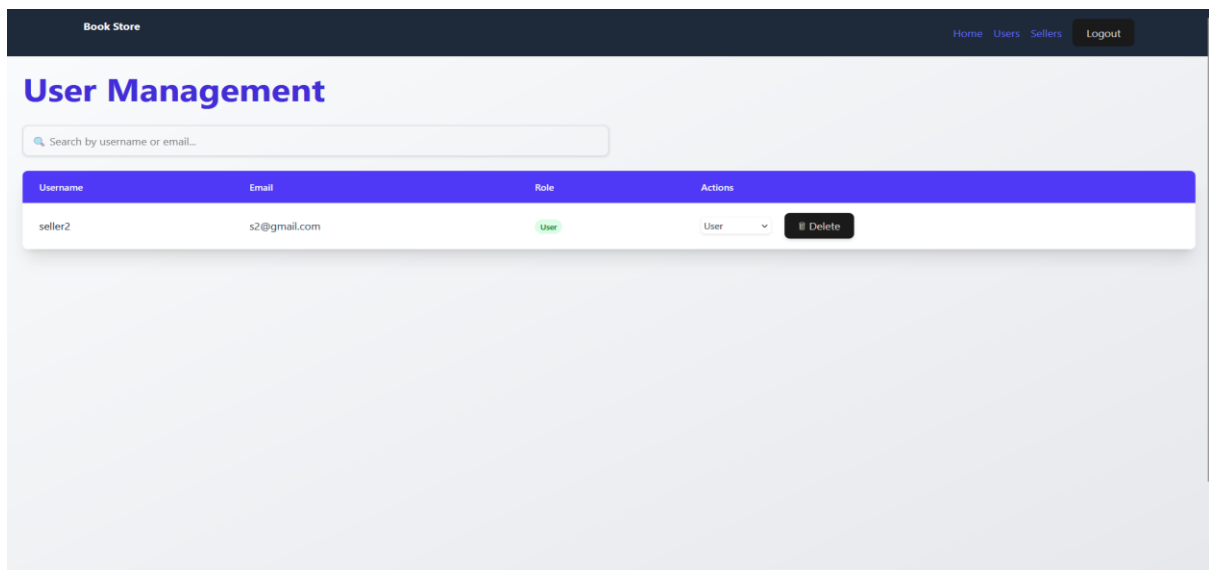 Book Store
Home Users Sellers Logout
User Management
🔍 Search by username or email...
Username Email Role Actions
seller2 s2@gmail.com User User 🗑 Delete